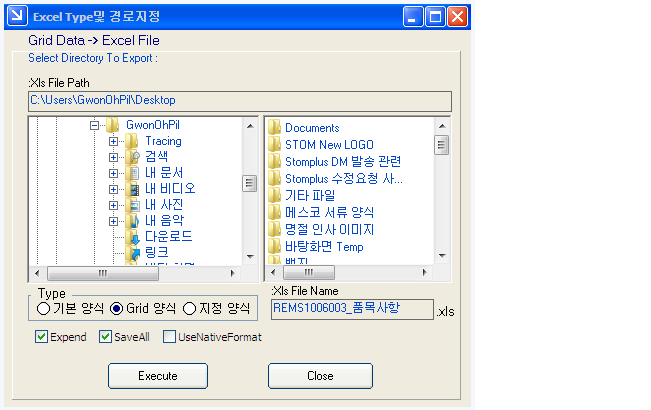 Excel Type및 경로지정
Grid Data -> Excel File
Select Directory To Export :
:Xls File Path
C:\Users\GwonOhPil\Desktop
GwonOhPil
Tracing
검색
내 문서
내 비디오
내 사진
내 음악
다운로드
링크
Documents
STOM New LOGO
Stomplus DM 발송 관련
Stomplus 수정요청 사...
기타 파일
메스코 서류 양식
명절 인사 이미지
바탕화면 Temp
Type
기본 양식 Grid 양식 지정 양식
:Xls File Name
REMS1006003_품목사항 .xls
Expend SaveAll UseNativeFormat
Execute Close